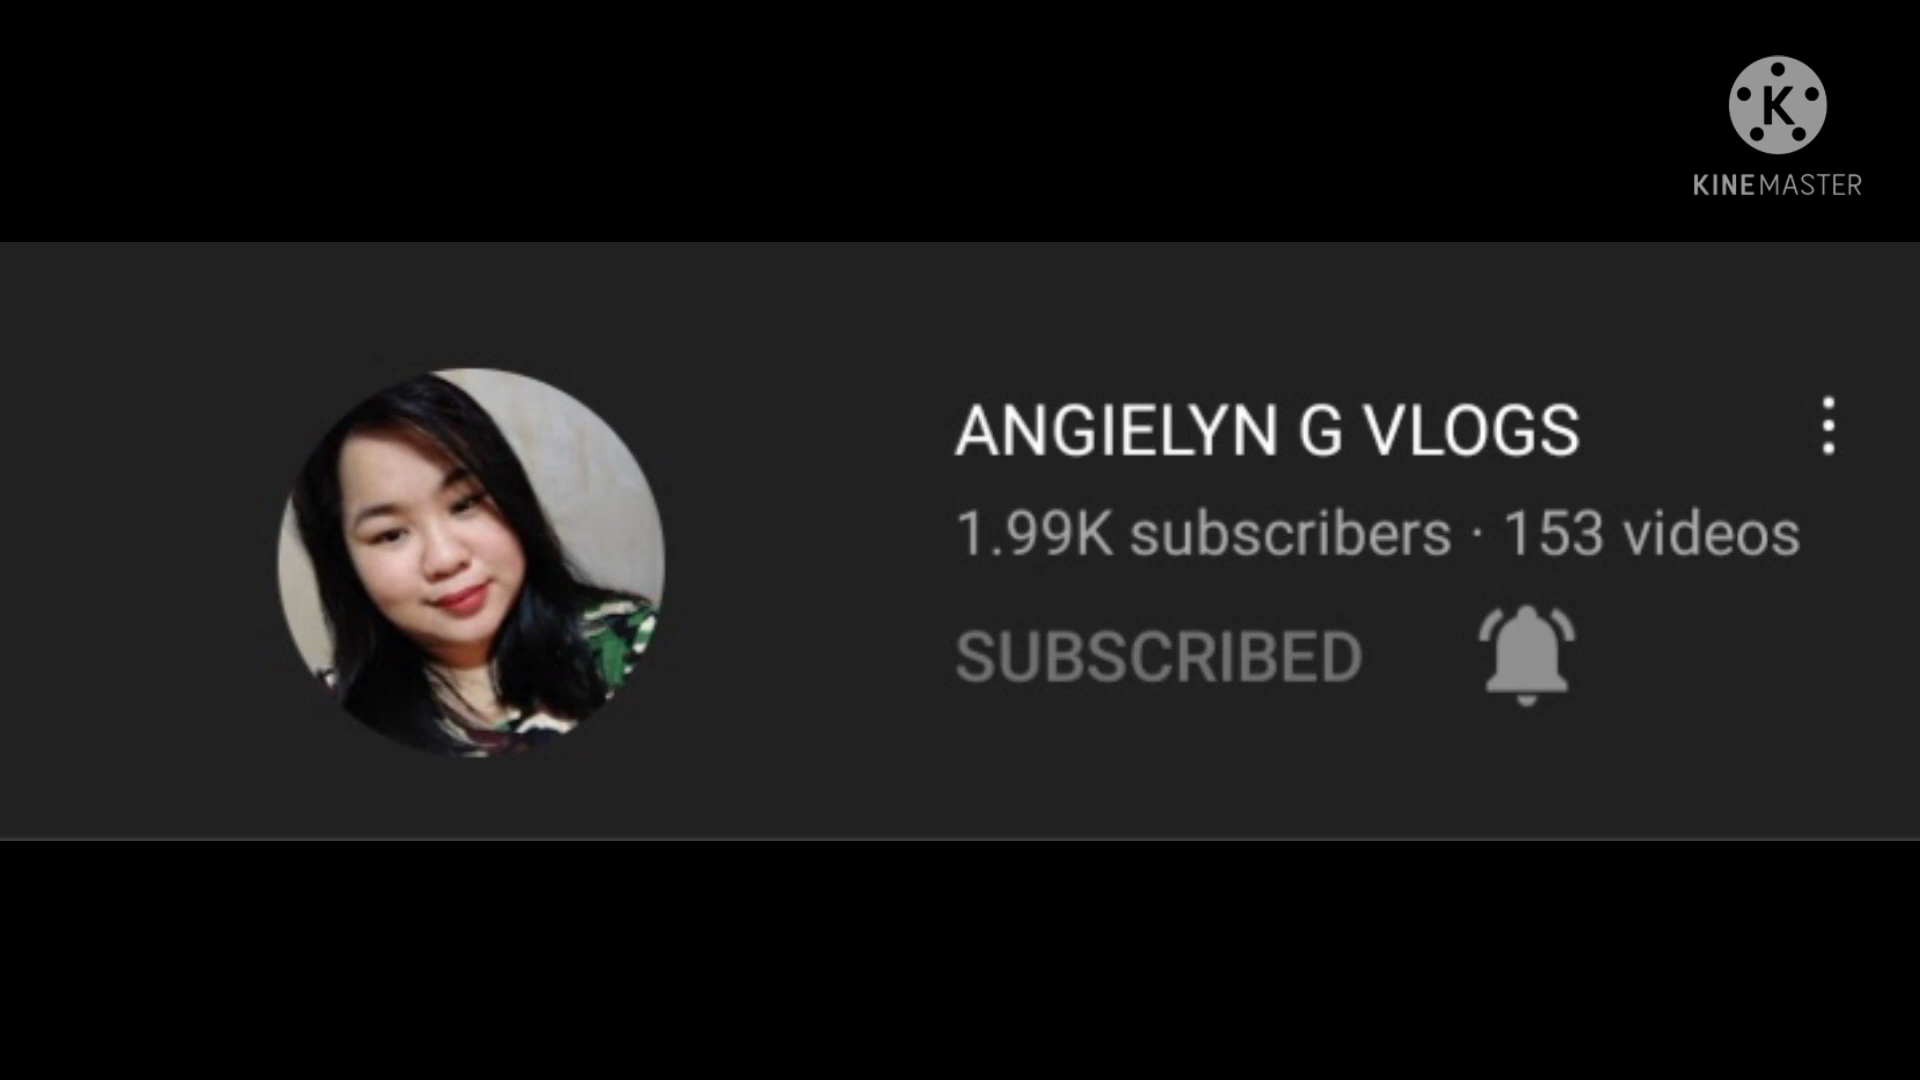 K
KINEMASTER
ANGIELYN G VLOGS
1.99K subscribers · 153 videos
SUBSCRIBED